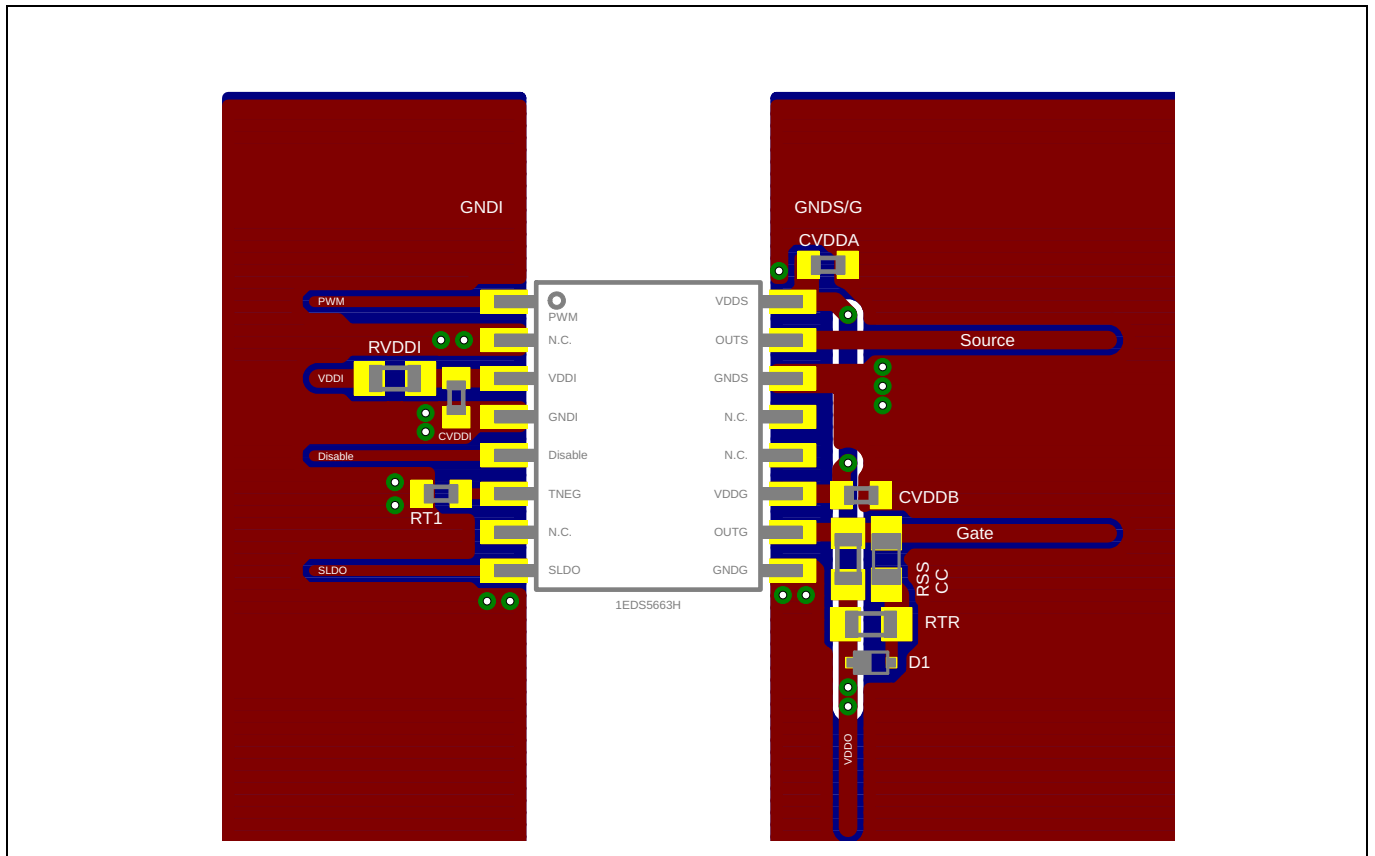 GNDI
GNDS/G
CVDDA
PWM
PWM
VDDS
N.C.
OUTS
Source
RVDDI
VDDI
VDDI
GNDS
GNDI
N.C.
CVDDI
Disable
Disable
N.C.
TNEG
VDDG
CVDDB
RT1
N.C.
OUTG
Gate
SLDO
SLDO
GNDG
RSS
CC
1EDS5663H
RTR
D1
VDDO